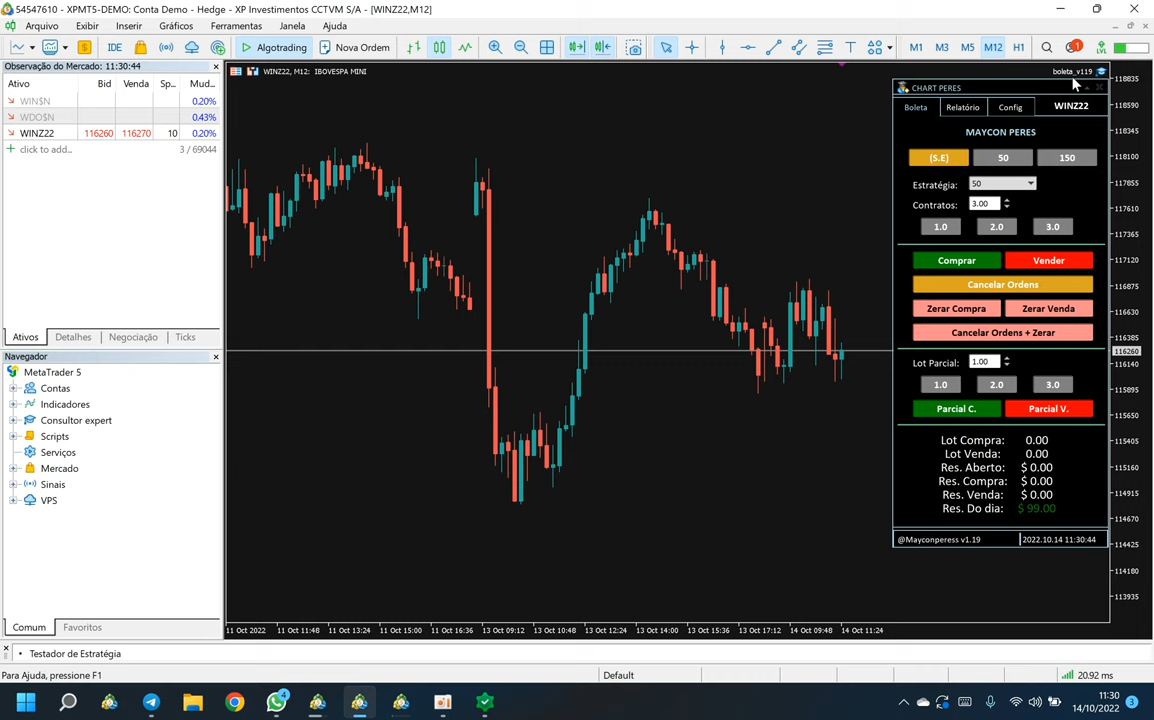 54547610 - XPMT5-DEMO: Conta Demo - Hedge - XP Investimentos CCTVM S/A - [WINZ22,M12]
Arquivo Exibir Inserir Gráficos Ferramentas Janela Ajuda
IDE Algotrading Nova Ordem M1 M3 M5 M12 H1 1 LVL
Observação do Mercado: 11:30:44
Ativo Bid Venda Sp... Mud...
WIN$N 0.20%
WDO$N 0.43%
WINZ22 116260 116270 10 0.20%
click to add... 3 / 69044
Ativos Detalhes Negociação Ticks
Navegador
MetaTrader 5
Contas
Indicadores
Consultor expert
Scripts
Serviços
Mercado
Sinais
VPS
Comum Favoritos
WINZ22, M12: IBOVESPA MINI
boleta_v119
CHART PERES
Boleta Relatório Config WINZ22
MAYCON PERES
(S.E) 50 150
Estratégia: 50
Contratos: 3.00
1.0 2.0 3.0
Comprar Vender
Cancelar Ordens
Zerar Compra Zerar Venda
Cancelar Ordens + Zerar
Lot Parcial: 1.00
1.0 2.0 3.0
Parcial C. Parcial V.
Lot Compra: 0.00
Lot Venda: 0.00
Res. Aberto: $ 0.00
Res. Compra: $ 0.00
Res. Venda: $ 0.00
Res. Do dia: $ 99.00
@Mayconperess v1.19 2022.10.14 11:30:44
118835
118590
118345
118100
117855
117610
117365
117120
116875
116630
116385
116260
116140
115895
115650
115405
115160
114915
114670
114425
114180
113935
11 Oct 2022 11 Oct 11:48 11 Oct 13:24 11 Oct 15:00 11 Oct 16:36 13 Oct 09:12 13 Oct 10:48 13 Oct 12:24 13 Oct 14:00 13 Oct 15:36 13 Oct 17:12 14 Oct 09:48 14 Oct 11:24
Testador de Estratégia
Para Ajuda, pressione F1 Default 20.92 ms
4
11:30
14/10/2022
3